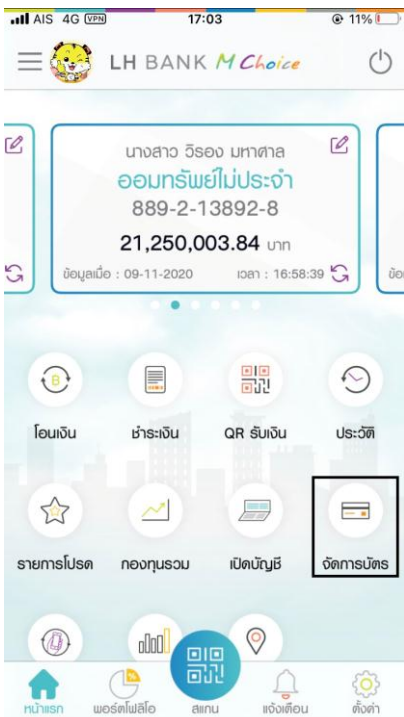 AIS 4G VPN 17:03 11%
LH BANK M Choice
นางสาว วิรอง มหาศาล
ออมทรัพย์ไม่ประจำ
889-2-13892-8
21,250,003.84 บาท
ข้อมูลเมื่อ : 09-11-2020 เวลา : 16:58:39
โอนเงิน ชำระเงิน QR รับเงิน ประวัติ
รายการโปรด กองทุนรวม เปิดบัญชี จัดการบัตร
หน้าแรก พอร์ตโฟลิโอ สแกน แจ้งเตือน ตั้งค่า